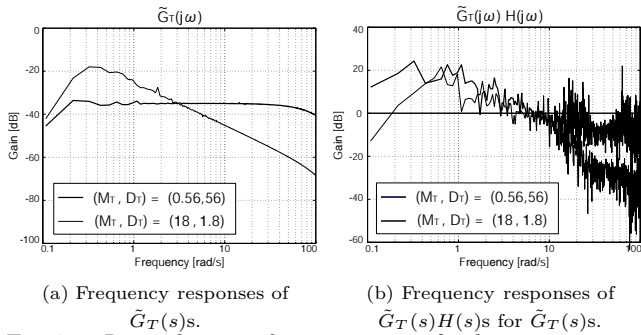 G̃T(jω)
0
-20
-40
-60
-80
-100
Gain [dB]
(MT , DT) = (0.56,56)
(MT , DT) = (18 , 1.8)
0.1 1 10 100
Frequency [rad/s]
(a) Frequency responses of
G̃T(s)s.
G̃T(jω) H(jω)
40
20
0
-20
-40
-60
Gain [dB]
(MT , DT) = (0.56,56)
(MT , DT) = (18 , 1.8)
0.1 1 10 100
Frequency [rad/s]
(b) Frequency responses of
G̃T(s)H(s)s for G̃T(s)s.